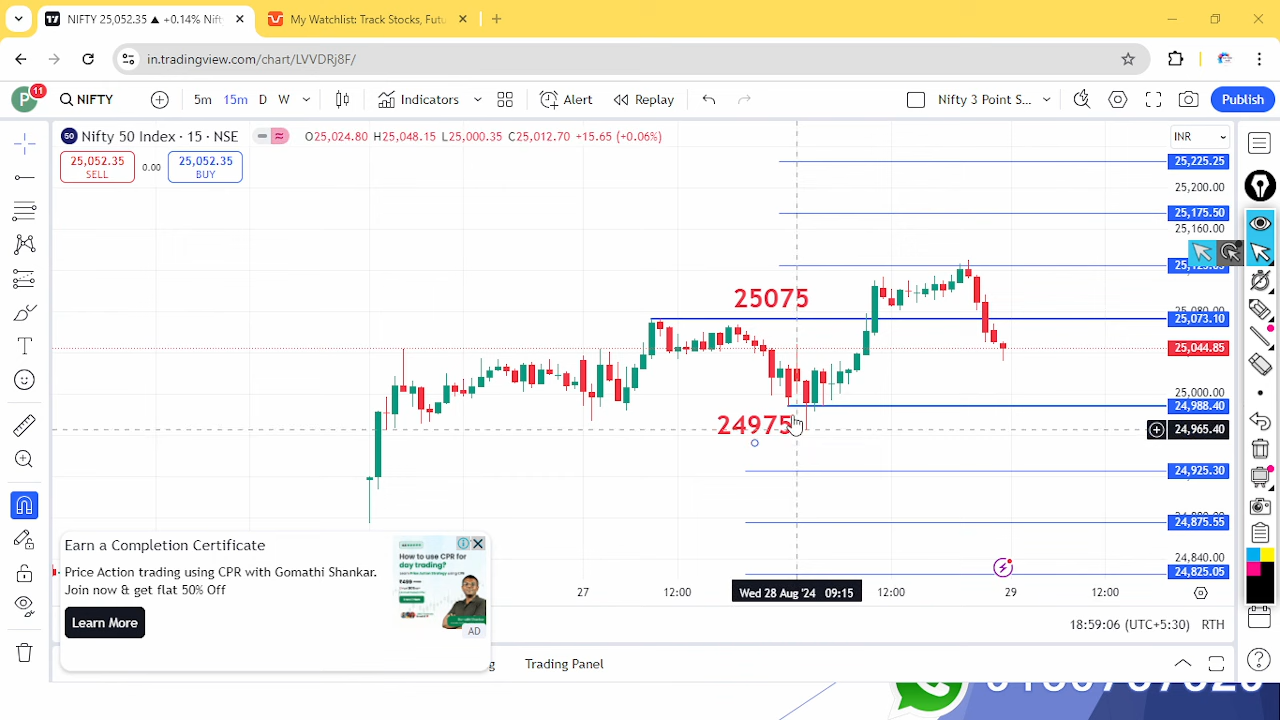 NIFTY 25,052.35 ▲ +0.14% Nift
My Watchlist: Track Stocks, Futu
in.tradingview.com/chart/LVVDRj8F/
P 11 NIFTY 5m 15m D W Indicators Alert Replay Nifty 3 Point S... Publish
50 Nifty 50 Index · 15 · NSE O25,024.80 H25,048.15 L25,000.35 C25,012.70 +15.65 (+0.06%)
INR
25,052.35
SELL
0.00
25,052.35
BUY
25,225.25
25,200.00
25,175.50
25,160.00
25075
25,073.10
25,044.85
25,000.00
24,988.40
24975
24,965.40
24,925.30
24,875.55
24,840.00
24,825.05
Earn a Completion Certificate
Price Action trading using CPR with Gomathi Shankar.
Join now & get flat 50% Off
Learn More
How to use CPR for
day trading?
₹499
AD
27 12:00 Wed 28 Aug '24 09:15 12:00 29 12:00
18:59:06 (UTC+5:30) RTH
Trading Panel